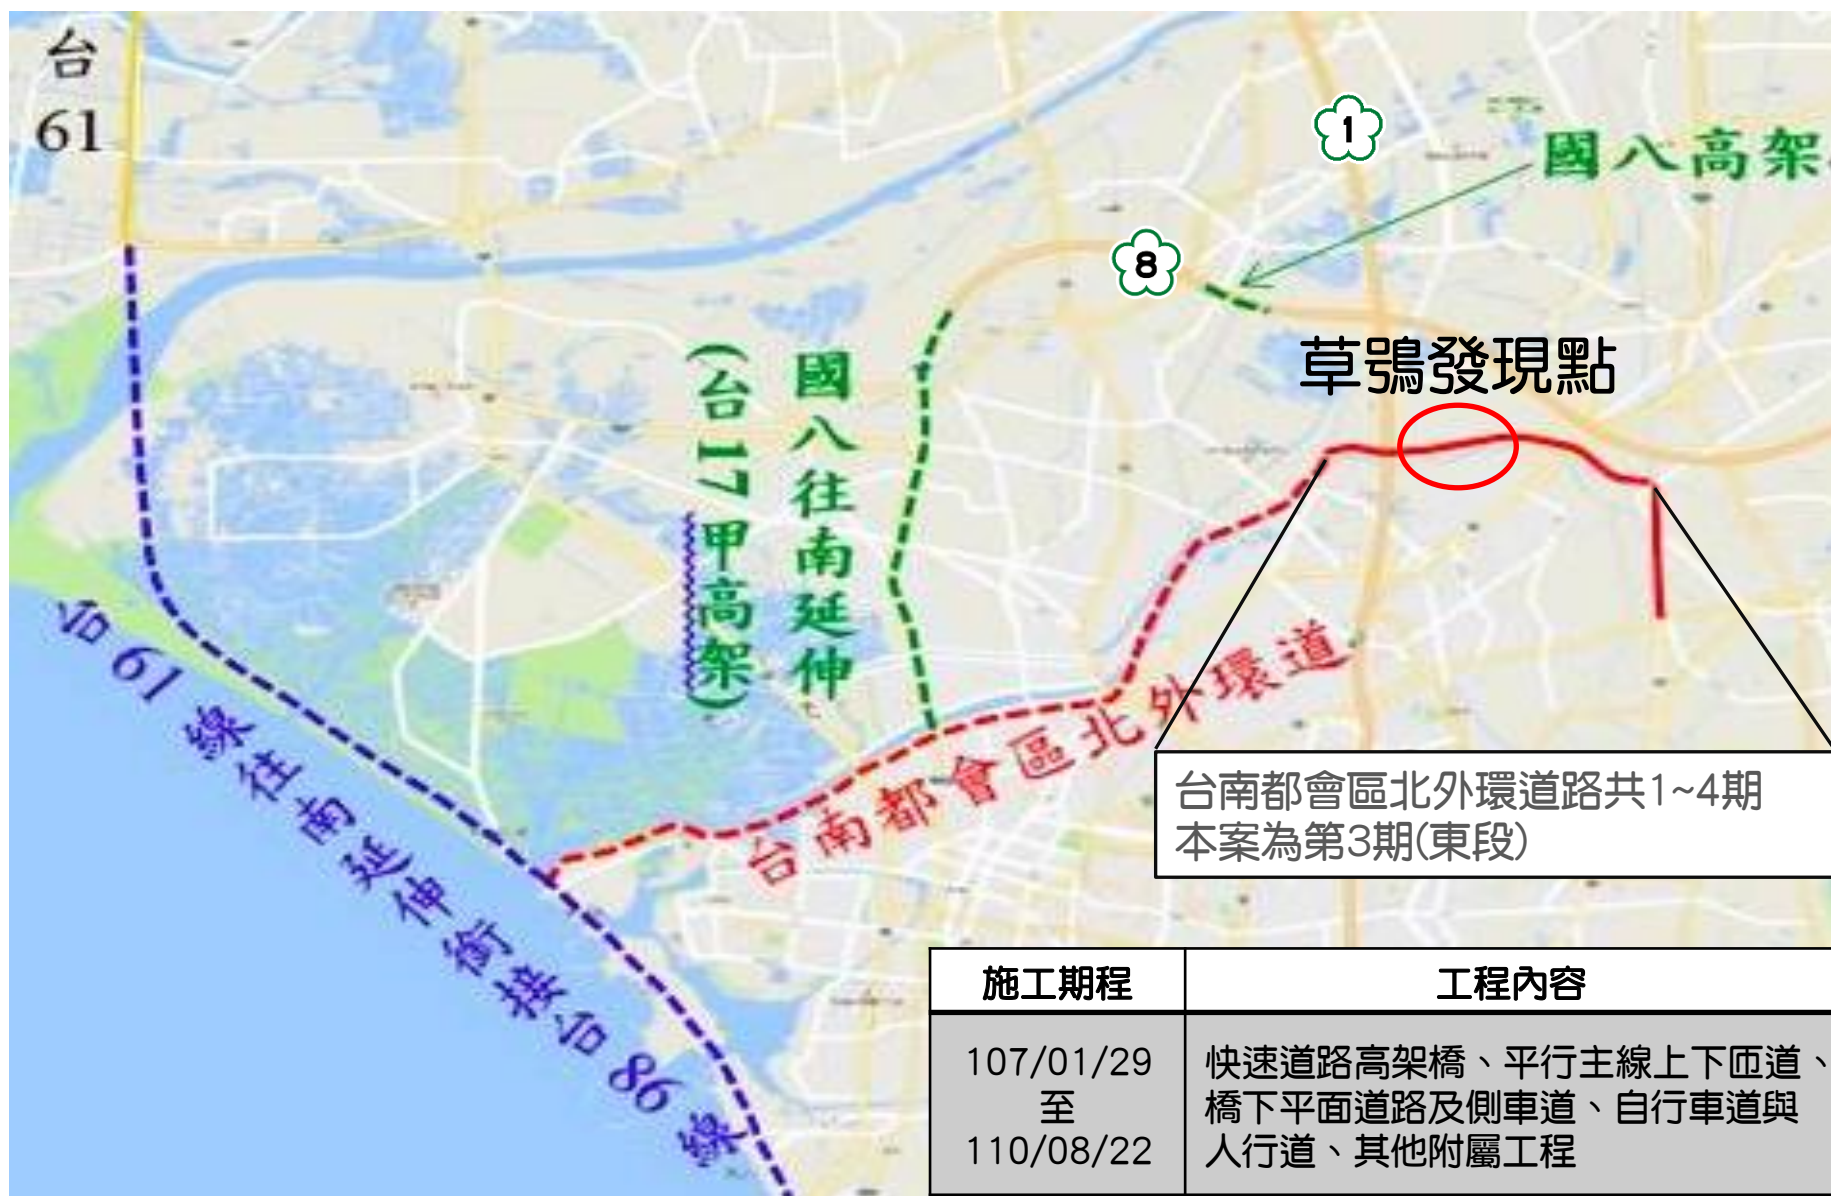 台
61
1
國八高架
8
草鴞發現點
國八往南延伸
(台17甲高架)
台61線往南延伸銜接台86線
台南都會區北外環道
台南都會區北外環道路共1~4期
本案為第3期(東段)
施工期程
工程內容
107/01/29
至
110/08/22
快速道路高架橋、平行主線上下匝道、
橋下平面道路及側車道、自行車道與
人行道、其他附屬工程